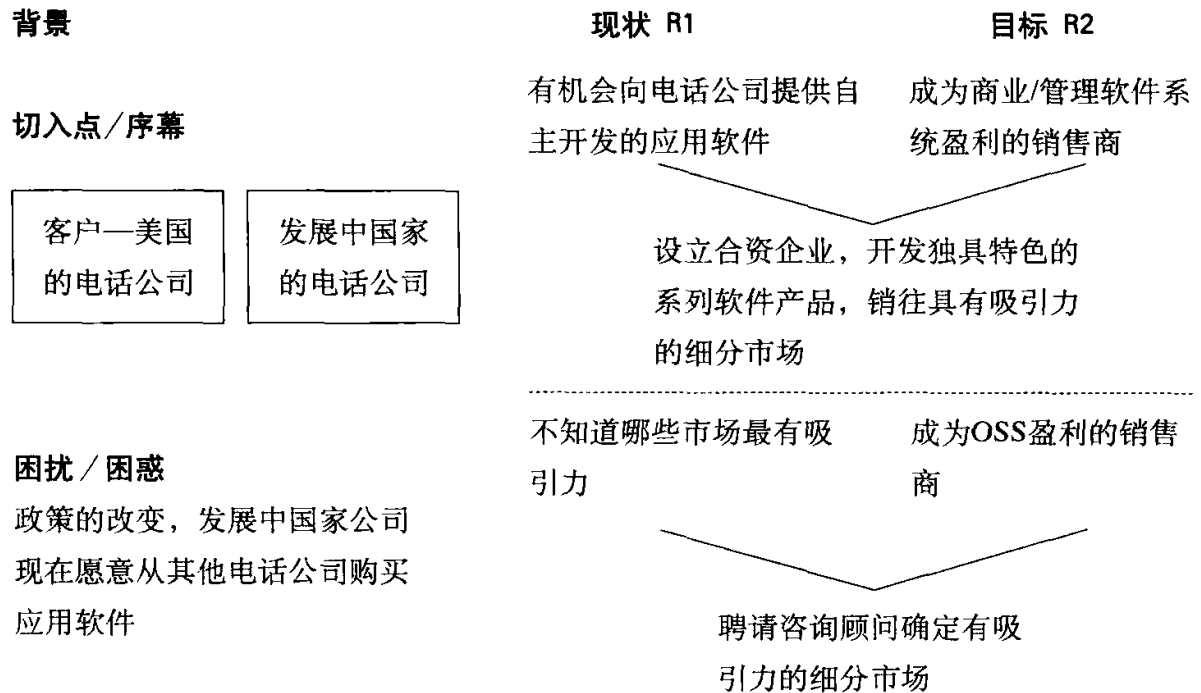 背景
切入点/序幕
客户—美国
的电话公司
发展中国家
的电话公司
困扰/困惑
政策的改变，发展中国家公司
现在愿意从其他电话公司购买
应用软件
现状 R1
目标 R2
有机会向电话公司提供自
主开发的应用软件
成为商业/管理软件系
统盈利的销售商
设立合资企业，开发独具特色的
系列软件产品，销往具有吸引力
的细分市场
不知道哪些市场最有吸
引力
成为OSS盈利的销售
商
聘请咨询顾问确定有吸
引力的细分市场